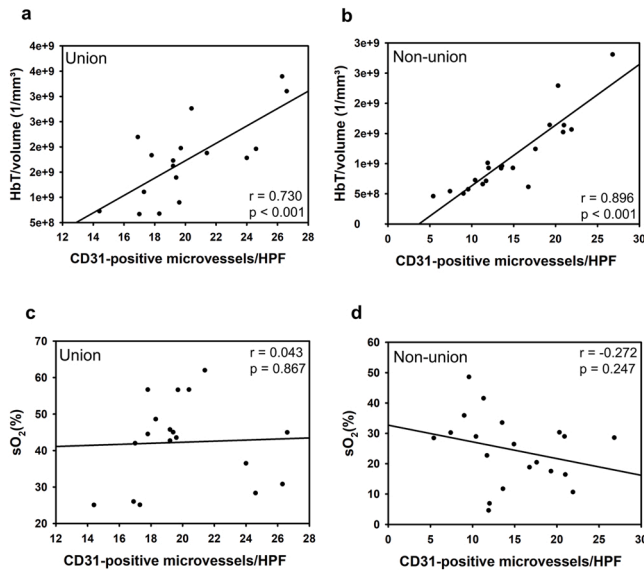 a
4e+9
4e+9
3e+9
3e+9
2e+9
2e+9
1e+9
5e+8
HbT/volume (1/mm³)
Union
r = 0.730
p < 0.001
12 14 16 18 20 22 24 26 28
CD31-positive microvessels/HPF
b
3e+9
3e+9
2e+9
2e+9
1e+9
5e+8
0
HbT/volume (1/mm³)
Non-union
r = 0.896
p < 0.001
0 5 10 15 20 25 30
CD31-positive microvessels/HPF
c
70
60
50
40
30
20
sO₂(%)
Union
r = 0.043
p = 0.867
12 14 16 18 20 22 24 26 28
CD31-positive microvessels/HPF
d
60
50
40
30
20
10
0
sO₂(%)
Non-union
r = -0.272
p = 0.247
0 5 10 15 20 25 30
CD31-positive microvessels/HPF